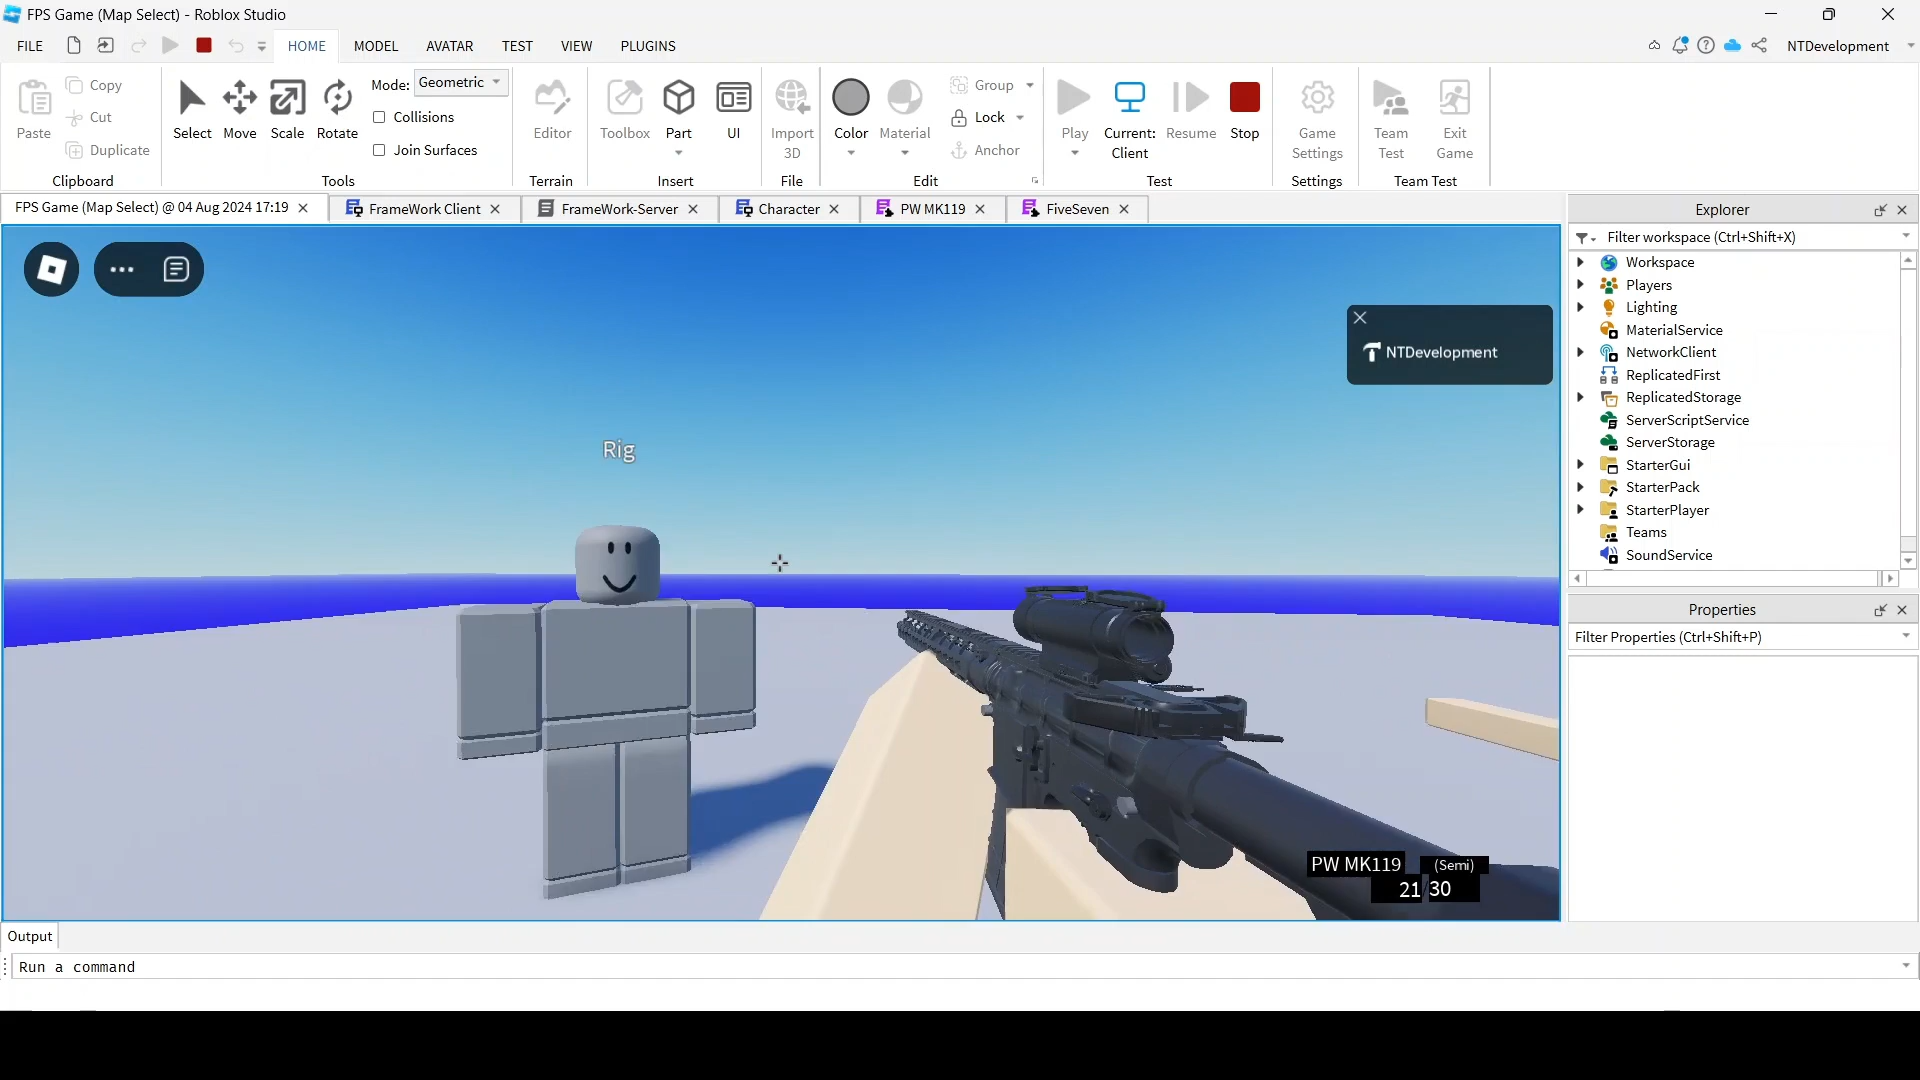 FPS Game (Map Select) - Roblox Studio
FILE HOME MODEL AVATAR TEST VIEW PLUGINS NTDevelopment
Paste Copy Cut Duplicate
Clipboard
Select Move Scale Rotate
Mode: Geometric
Collisions
Join Surfaces
Tools
Editor
Terrain
Toolbox Part UI
Insert
Import
3D
File
Color Material
Group
Lock
Anchor
Edit
Play
Current:
Client
Resume Stop
Test
Game
Settings
Settings
Team
Test
Exit
Game
Team Test
FPS Game (Map Select) @ 04 Aug 2024 17:19
FrameWork Client
FrameWork-Server
Character
PW MK119
FiveSeven
NTDevelopment
Rig
PW MK119 (Semi)
21 30
Explorer
Filter workspace (Ctrl+Shift+X)
Workspace
Players
Lighting
MaterialService
NetworkClient
ReplicatedFirst
ReplicatedStorage
ServerScriptService
ServerStorage
StarterGui
StarterPack
StarterPlayer
Teams
SoundService
Properties
Filter Properties (Ctrl+Shift+P)
Output
Run a command